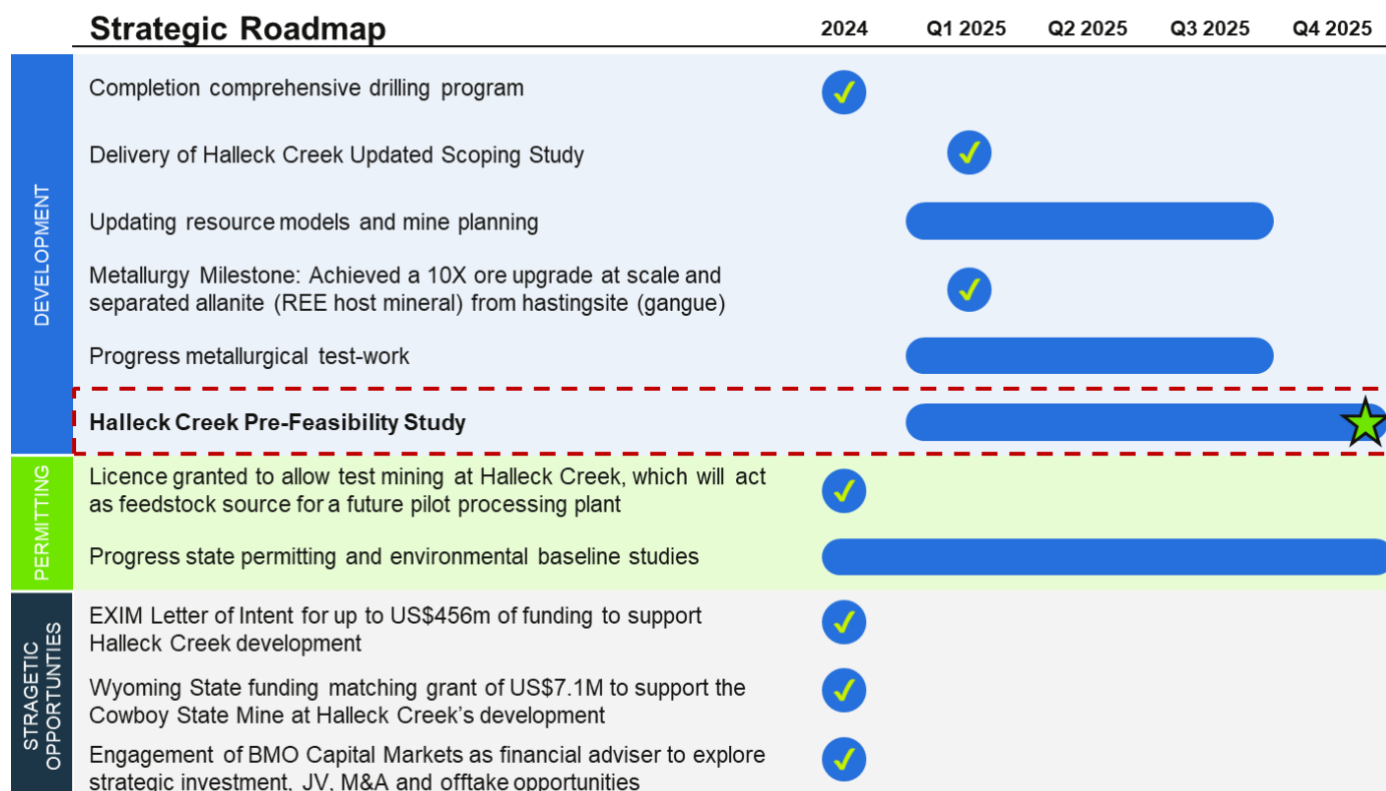 Strategic Roadmap 2024 Q1 2025 Q2 2025 Q3 2025 Q4 2025
DEVELOPMENT
Completion comprehensive drilling program
Delivery of Halleck Creek Updated Scoping Study
Updating resource models and mine planning
Metallurgy Milestone: Achieved a 10X ore upgrade at scale and
separated allanite (REE host mineral) from hastingsite (gangue)
Progress metallurgical test-work
Halleck Creek Pre-Feasibility Study
PERMITTING
Licence granted to allow test mining at Halleck Creek, which will act
as feedstock source for a future pilot processing plant
Progress state permitting and environmental baseline studies
STRAGETIC
OPPORTUNTIES
EXIM Letter of Intent for up to US$456m of funding to support
Halleck Creek development
Wyoming State funding matching grant of US$7.1M to support the
Cowboy State Mine at Halleck Creek's development
Engagement of BMO Capital Markets as financial adviser to explore
strategic investment, JV, M&A and offtake opportunities